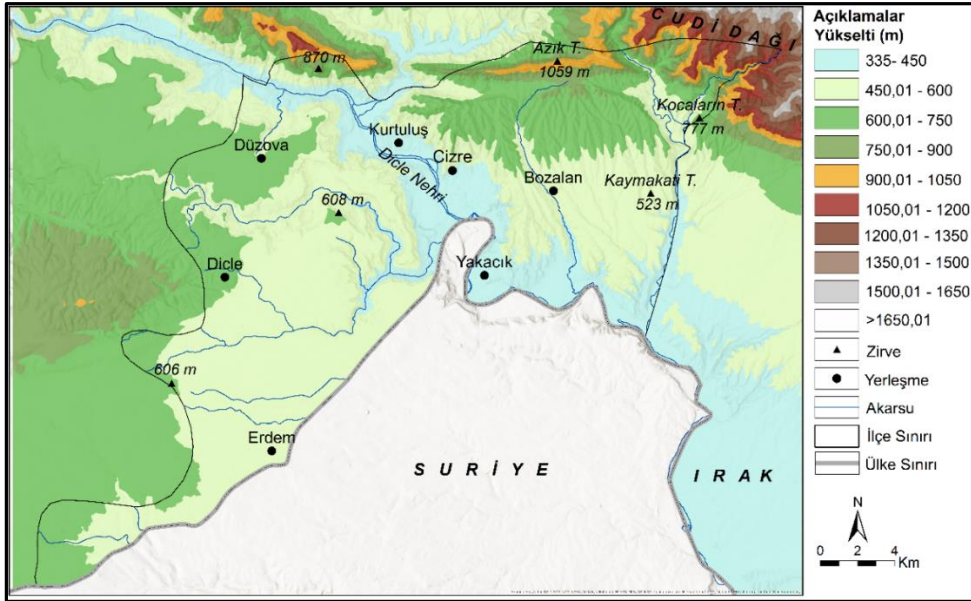 CUDİ DAĞI
Azık T.
1059 m
870 m
Kocaların T.
777 m
Kurtuluş
Düzova
Cizre
Dicle Nehri
Bozalan
Kaymakati T.
523 m
608 m
Dicle
Yakacık
606 m
Erdem
SURİYE
IRAK
Açıklamalar
Yükselti (m)
335- 450
450,01 - 600
600,01 - 750
750,01 - 900
900,01 - 1050
1050,01 - 1200
1200,01 - 1350
1350,01 - 1500
1500,01 - 1650
>1650,01
Zirve
Yerleşme
Akarsu
İlçe Sınırı
Ülke Sınırı
N
0 2 4
Km